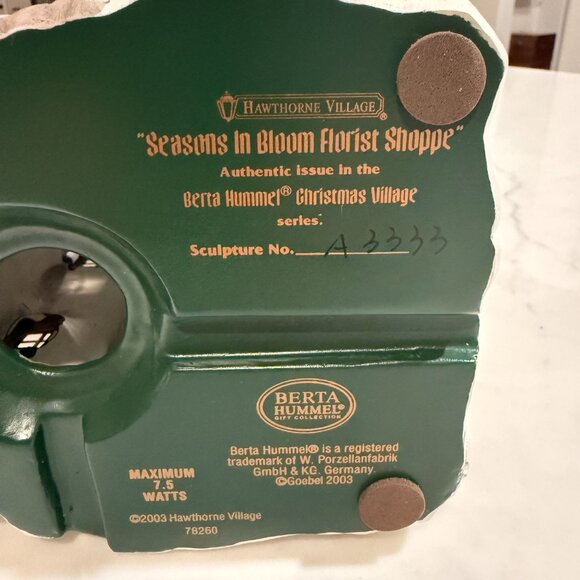 HAWTHORNE VILLAGE®
"Seasons In Bloom Florist Shoppe"
Authentic issue in the
Berta Hummel® Christmas Village
series.
Sculpture No. A3333
BERTA
HUMMEL®
GIFT COLLECTION
Berta Hummel® is a registered
trademark of W. Porzellanfabrik
GmbH & KG. Germany.
©Goebel 2003
MAXIMUM
7.5
WATTS
©2003 Hawthorne Village
78260